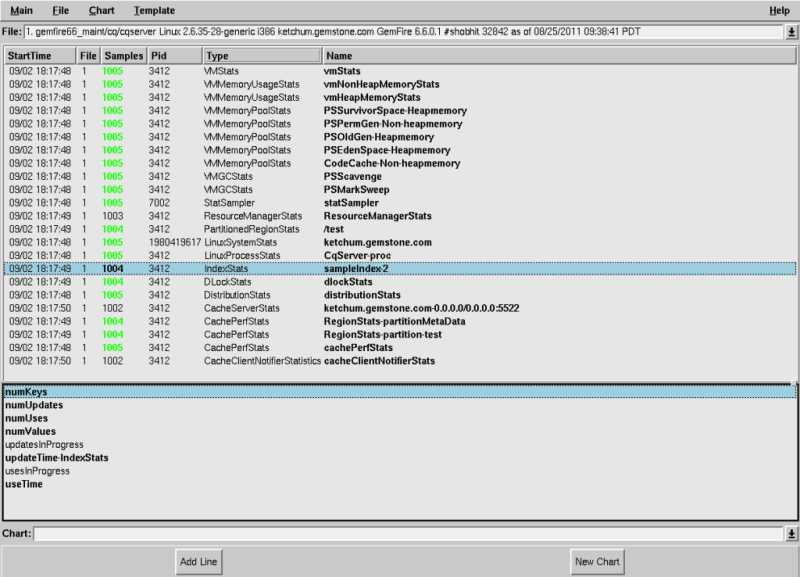 Main File Chart Template Help
File: 1. gemfire66_maint/cq/cqserver Linux 2.6.35-28-generic i386 ketchum.gemstone.com GemFire 6.6.0.1 #shobhit 32842 as of 08/25/2011 09:38:41 PDT
StartTime File Samples Pid Type Name
09/02 18:17:48 1 1005 3412 VMStats vmStats
09/02 18:17:48 1 1005 3412 VMMemoryUsageStats vmNonHeapMemoryStats
09/02 18:17:48 1 1005 3412 VMMemoryUsageStats vmHeapMemoryStats
09/02 18:17:48 1 1005 3412 VMMemoryPoolStats PSSurvivorSpace-Heapmemory
09/02 18:17:48 1 1005 3412 VMMemoryPoolStats PSPermGen-Non-heapmemory
09/02 18:17:48 1 1005 3412 VMMemoryPoolStats PSOldGen-Heapmemory
09/02 18:17:48 1 1005 3412 VMMemoryPoolStats PSEdenSpace-Heapmemory
09/02 18:17:48 1 1005 3412 VMMemoryPoolStats CodeCache-Non-heapmemory
09/02 18:17:48 1 1005 3412 VMGCStats PSScavenge
09/02 18:17:48 1 1005 3412 VMGCStats PSMarkSweep
09/02 18:17:48 1 1005 7002 StatSampler statSampler
09/02 18:17:49 1 1003 3412 ResourceManagerStats ResourceManagerStats
09/02 18:17:49 1 1004 3412 PartitionedRegionStats /test
09/02 18:17:48 1 1005 1980419617 LinuxSystemStats ketchum.gemstone.com
09/02 18:17:48 1 1005 3412 LinuxProcessStats CqServer-proc
09/02 18:17:49 1 1004 3412 IndexStats sampleIndex-2
09/02 18:17:49 1 1004 3412 DLockStats dlockStats
09/02 18:17:48 1 1005 3412 DistributionStats distributionStats
09/02 18:17:50 1 1002 3412 CacheServerStats ketchum.gemstone.com-0.0.0.0/0.0.0.0:5522
09/02 18:17:49 1 1004 3412 CachePerfStats RegionStats-partitionMetaData
09/02 18:17:49 1 1004 3412 CachePerfStats RegionStats-partition-test
09/02 18:17:48 1 1005 3412 CachePerfStats cachePerfStats
09/02 18:17:50 1 1002 3412 CacheClientNotifierStatistics cacheClientNotifierStats
numKeys
numUpdates
numUses
numValues
updatesInProgress
updateTime-IndexStats
usesInProgress
useTime
Chart:
Add Line New Chart